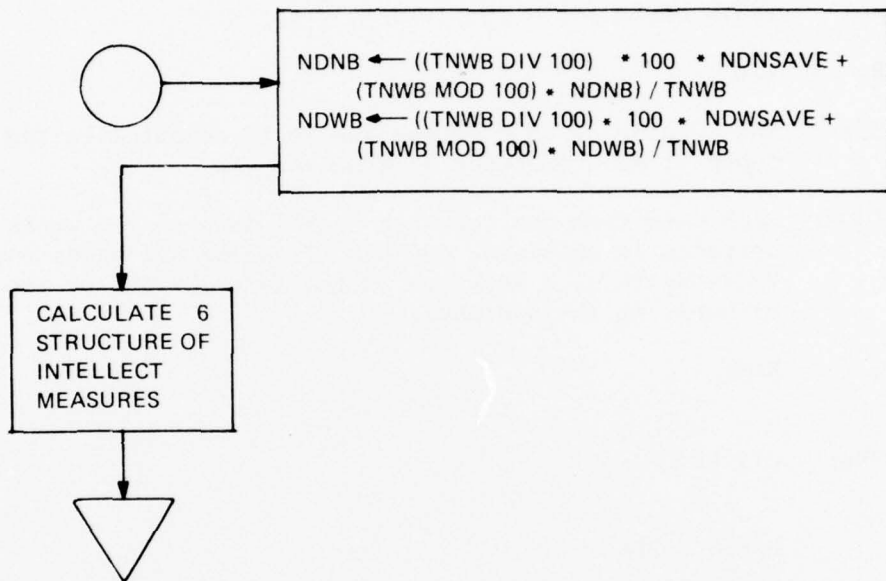 NDNB ← ((TNWB DIV 100) * 100 * NDNSAVE +
(TNWB MOD 100) * NDNB) / TNWB
NDWB ← ((TNWB DIV 100) * 100 * NDWSAVE +
(TNWB MOD 100) * NDWB) / TNWB
CALCULATE 6
STRUCTURE OF
INTELLECT
MEASURES